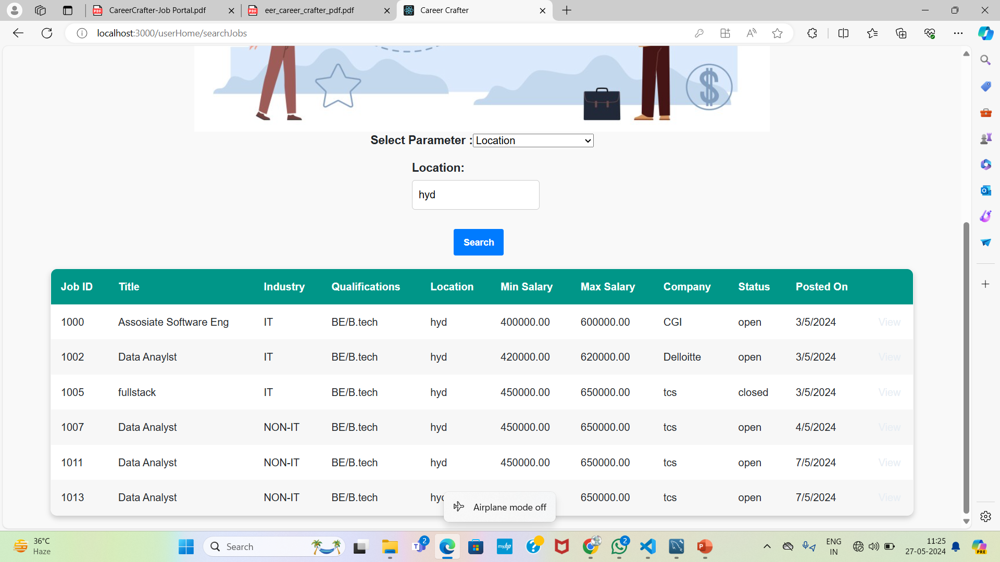 CareerCrafter-Job Portal.pdf
eer_career_crafter_pdf.pdf
Career Crafter
localhost:3000/userHome/searchJobs
Select Parameter : Location
Location:
hyd
Search
Job ID Title Industry Qualifications Location Min Salary Max Salary Company Status Posted On
1000 Assosiate Software Eng IT BE/B.tech hyd 400000.00 600000.00 CGI open 3/5/2024 View
1002 Data Anaylst IT BE/B.tech hyd 420000.00 620000.00 Delloitte open 3/5/2024 View
1005 fullstack IT BE/B.tech hyd 450000.00 650000.00 tcs closed 3/5/2024 View
1007 Data Analyst NON-IT BE/B.tech hyd 450000.00 650000.00 tcs open 4/5/2024 View
1011 Data Analyst NON-IT BE/B.tech hyd 450000.00 650000.00 tcs open 7/5/2024 View
1013 Data Analyst NON-IT BE/B.tech 650000.00 tcs open 7/5/2024 View
Airplane mode off
36°C
Haze
Search
2
myhp
2
ENG
IN
11:25
27-05-2024
PRE